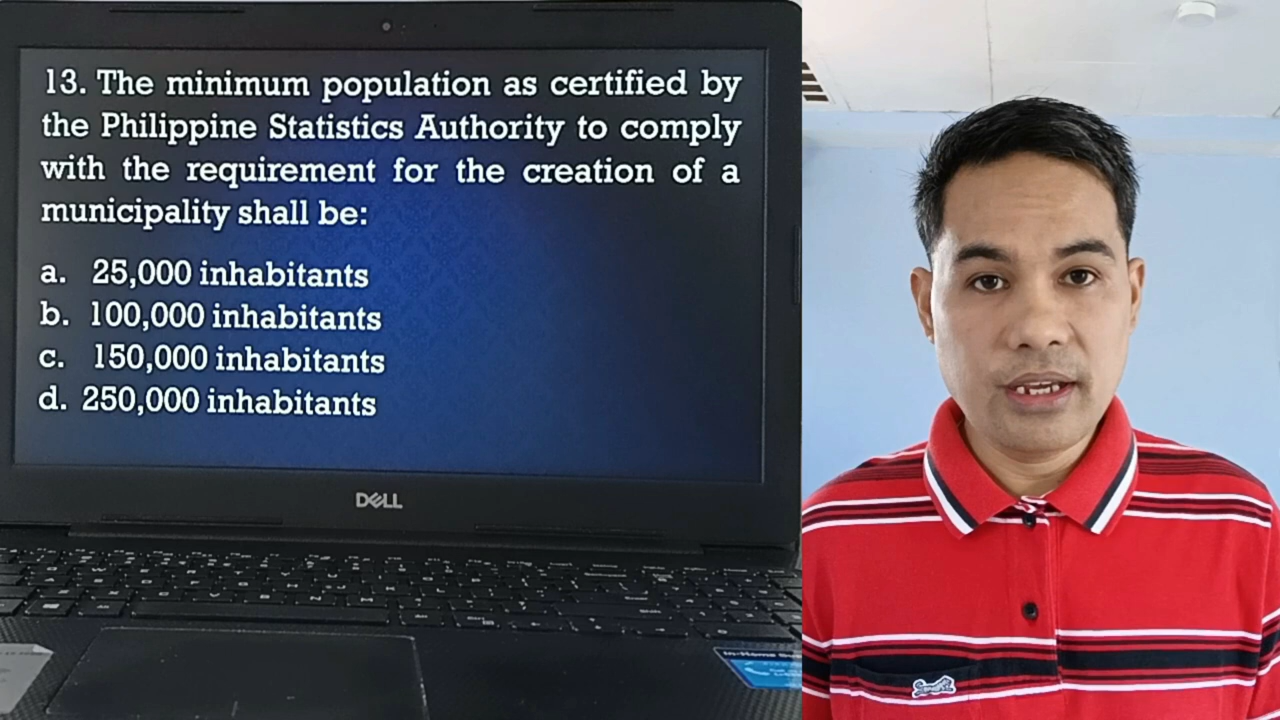 13. The minimum population as certified by
the Philippine Statistics Authority to comply
with the requirement for the creation of a
municipality shall be:
a. 25,000 inhabitants
b. 100,000 inhabitants
c. 150,000 inhabitants
d. 250,000 inhabitants
DELL